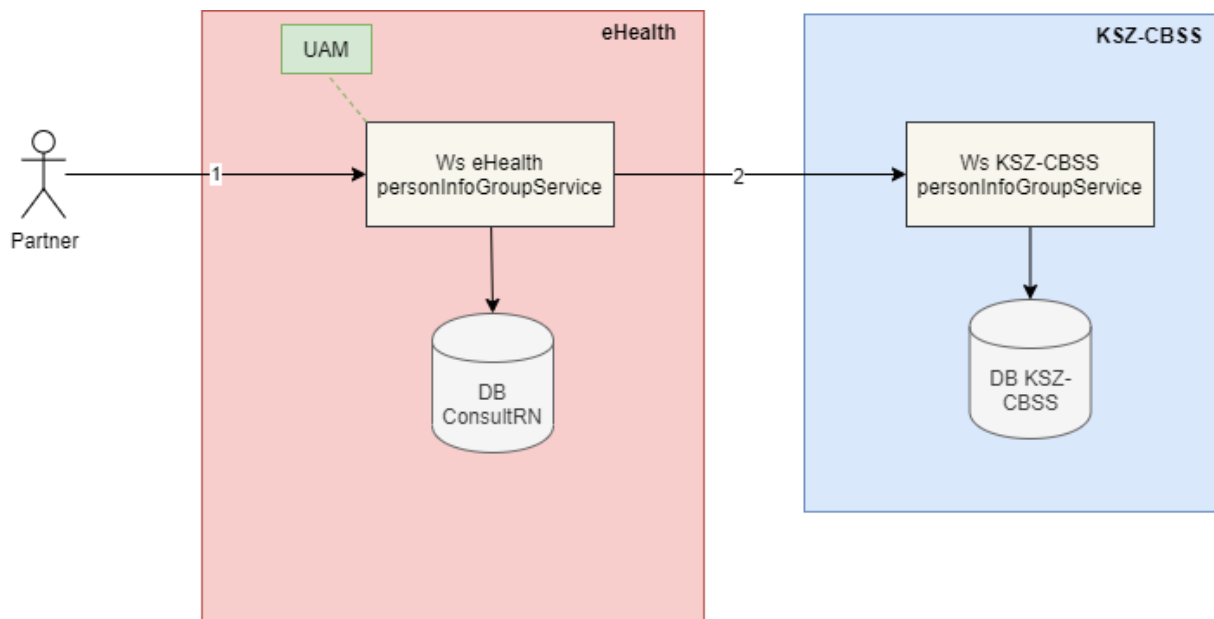 eHealth
KSZ-CBSS
UAM
Partner
1
Ws eHealth
personInfoGroupService
2
Ws KSZ-CBSS
personInfoGroupService
DB
ConsultRN
DB KSZ-
CBSS